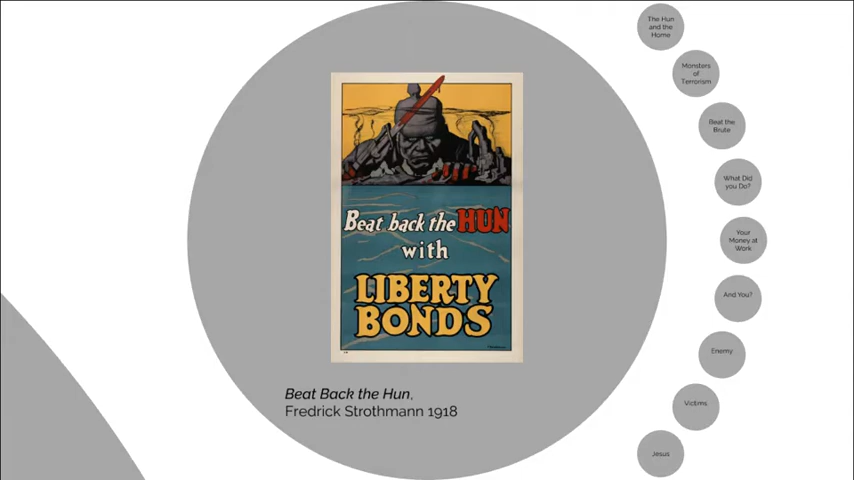 Beat back the HUN
with
LIBERTY
BONDS
Beat Back the Hun,
Fredrick Strothmann 1918
The Hun
and the
Home
Monsters
of
Terrorism
Beat the
Brute
What Did
you Do?
Your
Money at
Work
And You?
Enemy
Victims
Jesus